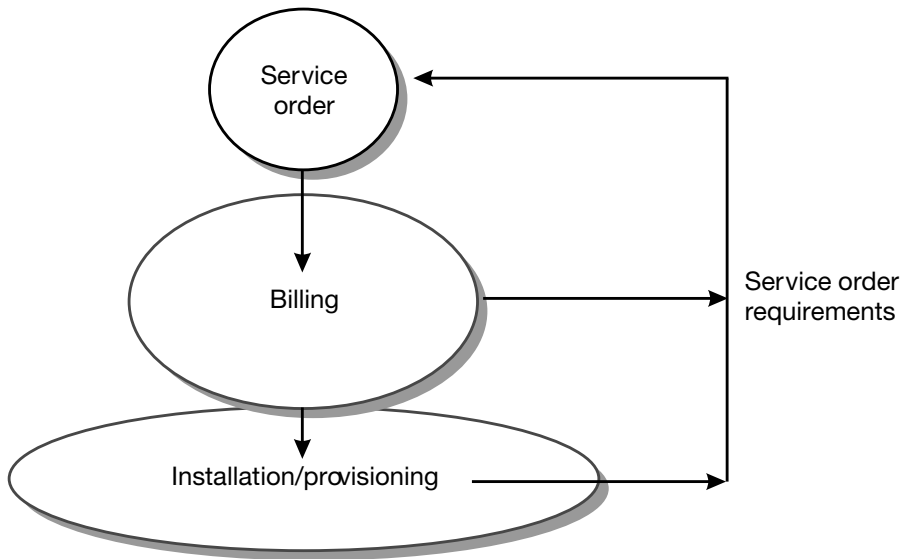 Service
order
Billing
Service order
requirements
Installation/provisioning